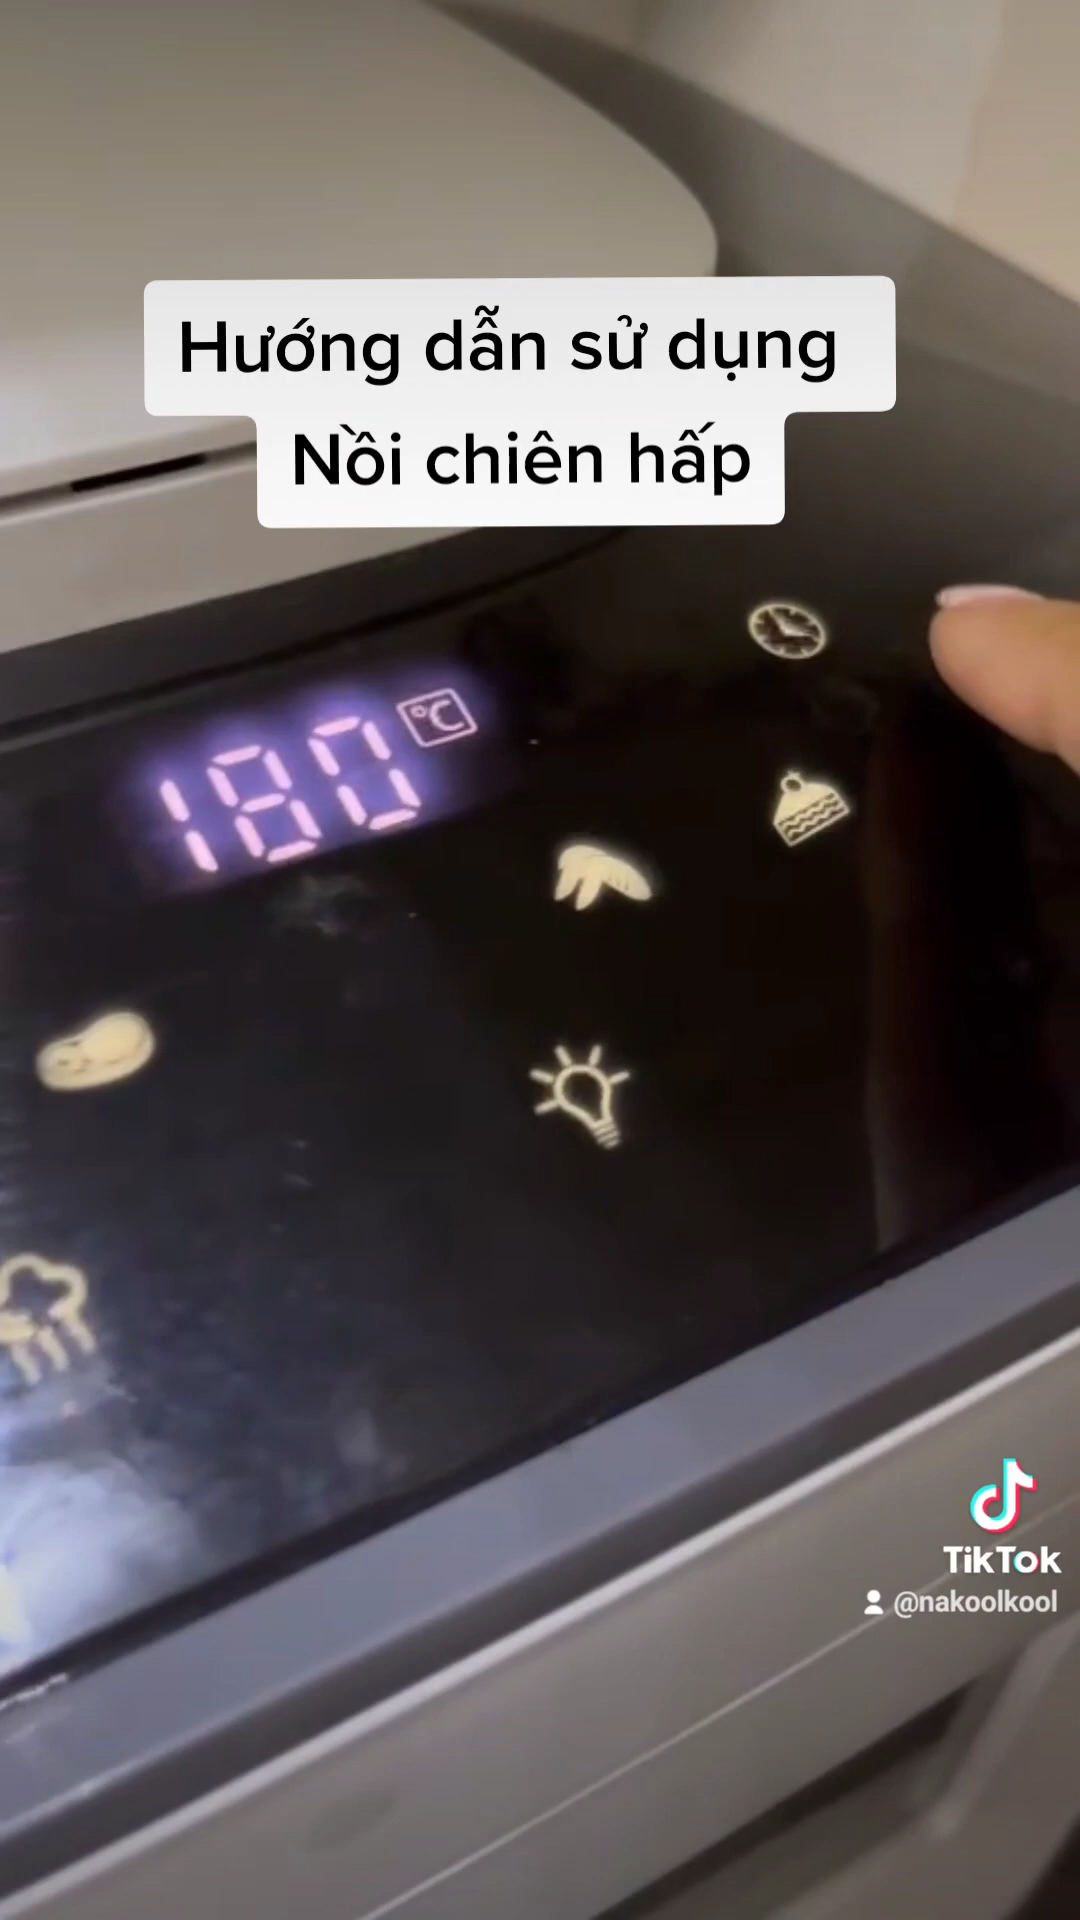 Hướng dẫn sử dụng
Nồi chiên hấp
180 °C
TikTok
@nakoolkool